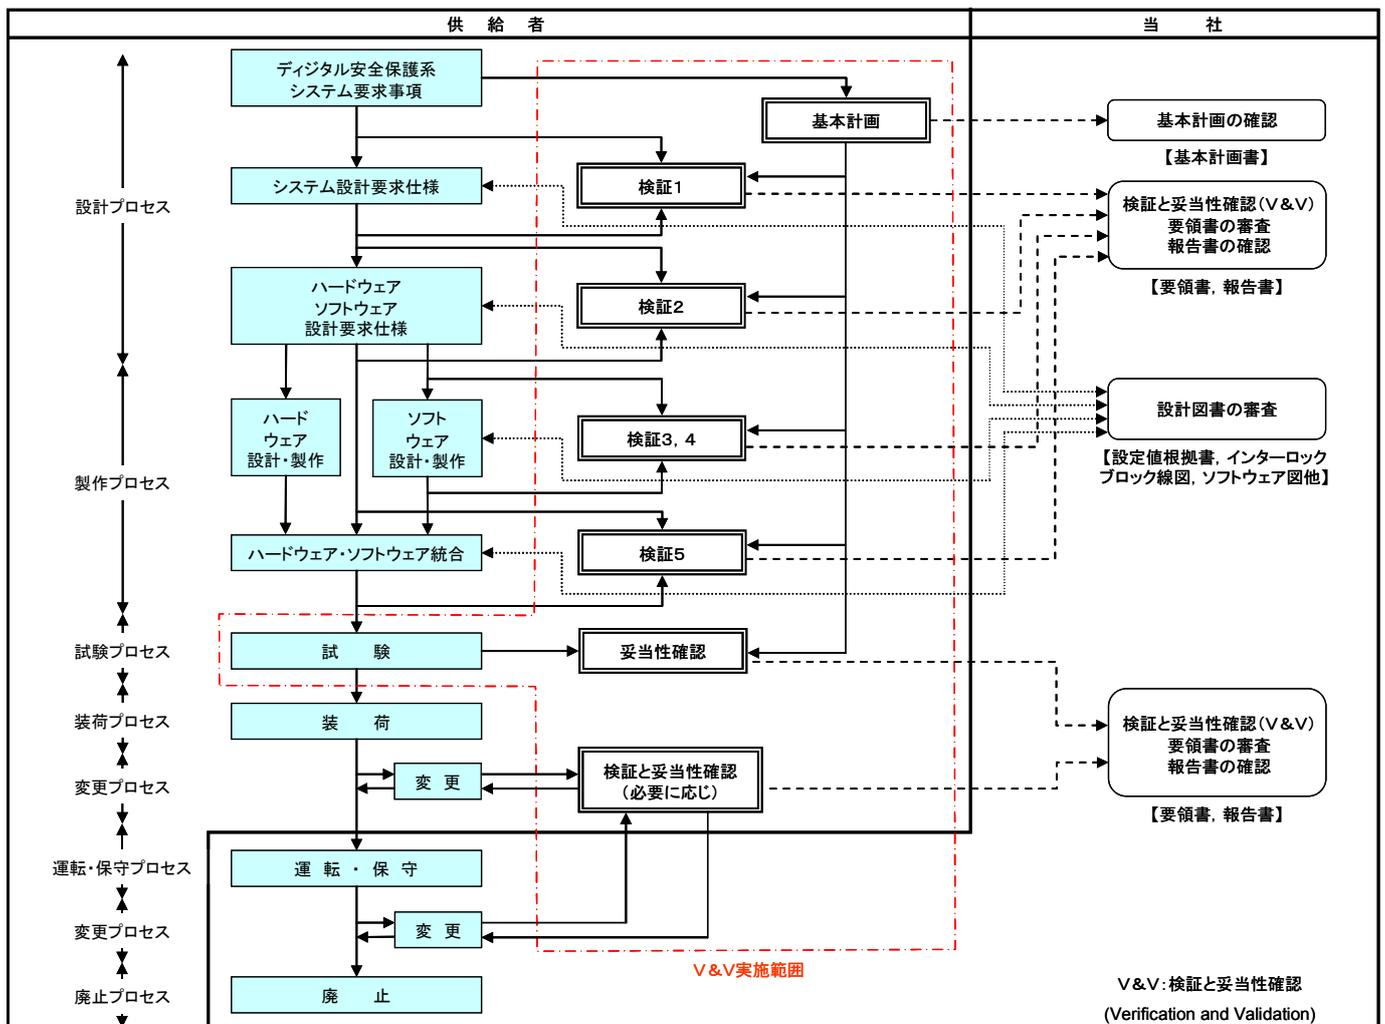 供 給 者
当 社
ディジタル安全保護系
システム要求事項
基本計画
基本計画の確認
【基本計画書】
設計プロセス
システム設計要求仕様
検証1
検証と妥当性確認(V&V)
要領書の審査
報告書の確認
【要領書, 報告書】
ハードウェア
ソフトウェア
設計要求仕様
検証2
製作プロセス
ハード
ウェア
設計・製作
ソフト
ウェア
設計・製作
検証3, 4
設計図書の審査
【設定値根拠書, インターロック
ブロック線図, ソフトウェア図他】
ハードウェア・ソフトウェア統合
検証5
試験プロセス
試 験
妥当性確認
装荷プロセス
装 荷
変更プロセス
変 更
検証と妥当性確認
(必要に応じ)
検証と妥当性確認(V&V)
要領書の審査
報告書の確認
【要領書, 報告書】
運転・保守プロセス
運 転 ・ 保 守
変更プロセス
変 更
V&V実施範囲
廃止プロセス
廃 止
V&V:検証と妥当性確認
(Verification and Validation)